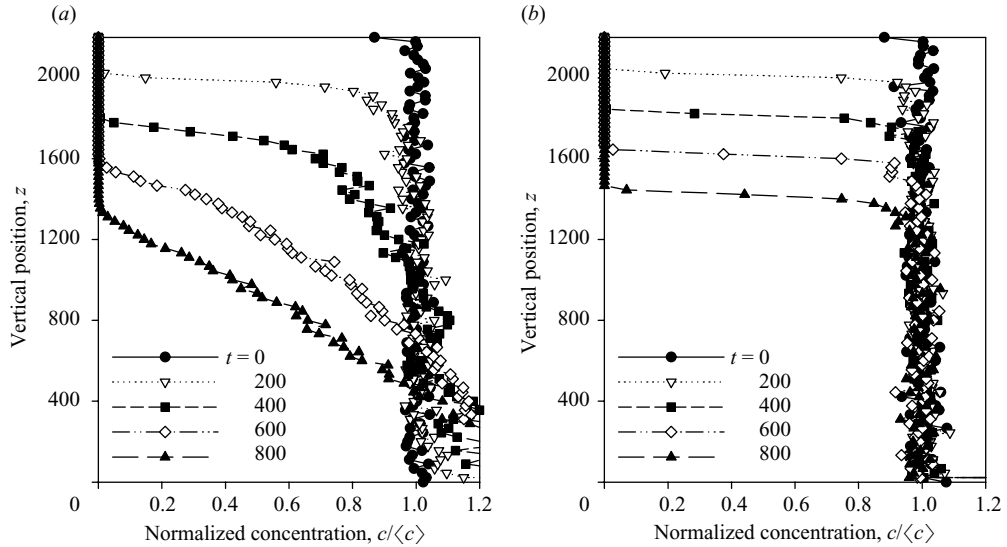 (a)
(b)
2000
1600
1200
800
400
0
Vertical position, z
t = 0
200
400
600
800
0 0.2 0.4 0.6 0.8 1.0 1.2
Normalized concentration, c/⟨c⟩
2000
1600
1200
800
400
0
Vertical position, z
t = 0
200
400
600
800
0.2 0.4 0.6 0.8 1.0 1.2
Normalized concentration, c/⟨c⟩